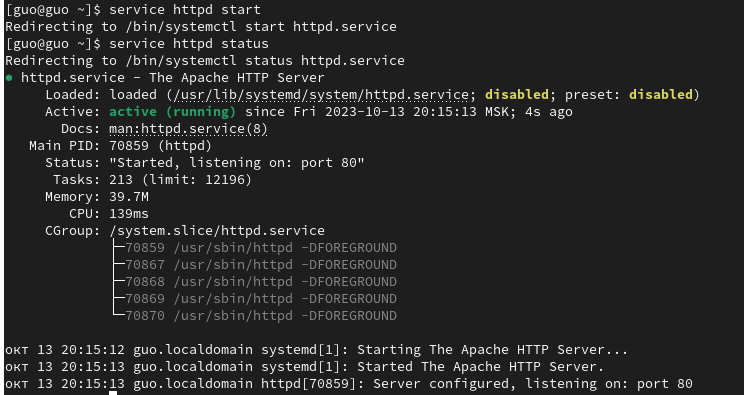 [guo@guo ~]$ service httpd start
Redirecting to /bin/systemctl start httpd.service
[guo@guo ~]$ service httpd status
Redirecting to /bin/systemctl status httpd.service
● httpd.service - The Apache HTTP Server
     Loaded: loaded (/usr/lib/systemd/system/httpd.service; disabled; preset: disabled)
     Active: active (running) since Fri 2023-10-13 20:15:13 MSK; 4s ago
       Docs: man:httpd.service(8)
   Main PID: 70859 (httpd)
     Status: "Started, listening on: port 80"
      Tasks: 213 (limit: 12196)
     Memory: 39.7M
        CPU: 139ms
     CGroup: /system.slice/httpd.service
             ├─70859 /usr/sbin/httpd -DFOREGROUND
             ├─70867 /usr/sbin/httpd -DFOREGROUND
             ├─70868 /usr/sbin/httpd -DFOREGROUND
             ├─70869 /usr/sbin/httpd -DFOREGROUND
             └─70870 /usr/sbin/httpd -DFOREGROUND

окт 13 20:15:12 guo.localdomain systemd[1]: Starting The Apache HTTP Server...
окт 13 20:15:13 guo.localdomain systemd[1]: Started The Apache HTTP Server.
окт 13 20:15:13 guo.localdomain httpd[70859]: Server configured, listening on: port 80